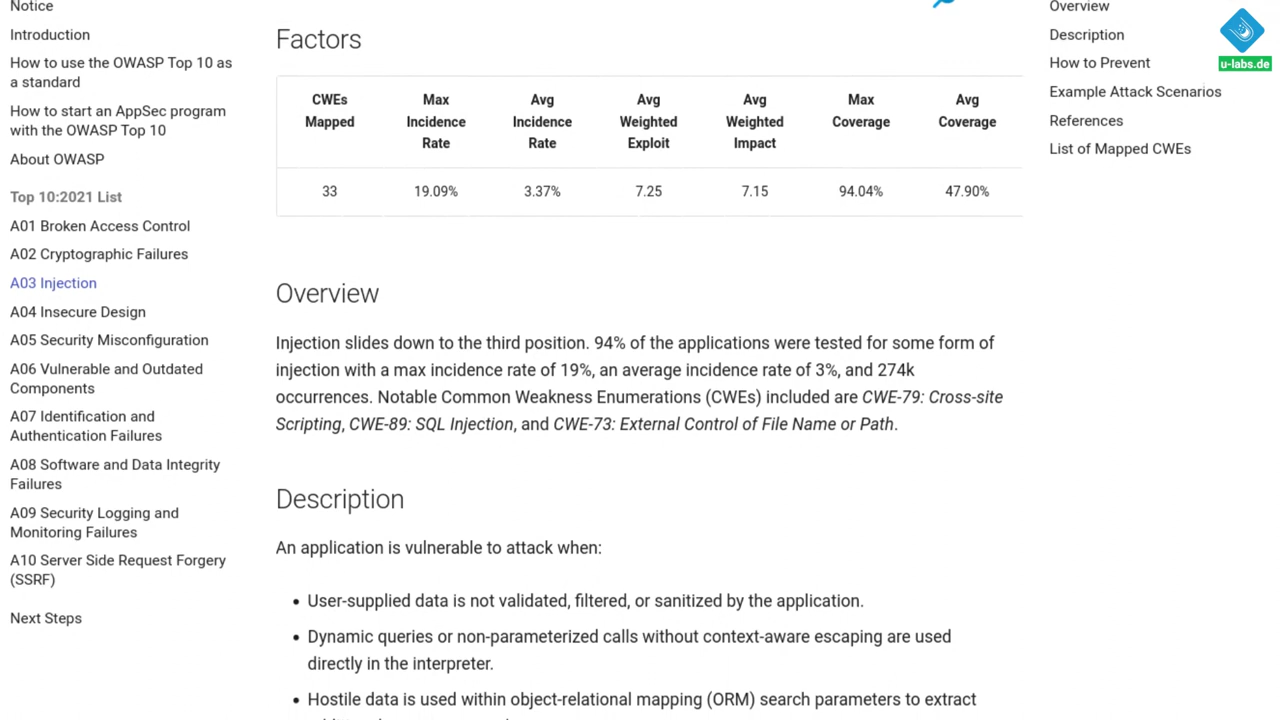 Notice
Introduction
How to use the OWASP Top 10 as
a standard
How to start an AppSec program
with the OWASP Top 10
About OWASP
Top 10:2021 List
A01 Broken Access Control
A02 Cryptographic Failures
A03 Injection
A04 Insecure Design
A05 Security Misconfiguration
A06 Vulnerable and Outdated
Components
A07 Identification and
Authentication Failures
A08 Software and Data Integrity
Failures
A09 Security Logging and
Monitoring Failures
A10 Server Side Request Forgery
(SSRF)
Next Steps
Factors
CWEs Mapped Max Incidence Rate Avg Incidence Rate Avg Weighted Exploit Avg Weighted Impact Max Coverage Avg Coverage
33 19.09% 3.37% 7.25 7.15 94.04% 47.90%
Overview
Injection slides down to the third position. 94% of the applications were tested for some form of
injection with a max incidence rate of 19%, an average incidence rate of 3%, and 274k
occurrences. Notable Common Weakness Enumerations (CWEs) included are CWE-79: Cross-site
Scripting, CWE-89: SQL Injection, and CWE-73: External Control of File Name or Path.
Description
An application is vulnerable to attack when:
• User-supplied data is not validated, filtered, or sanitized by the application.
• Dynamic queries or non-parameterized calls without context-aware escaping are used
directly in the interpreter.
• Hostile data is used within object-relational mapping (ORM) search parameters to extract
Overview
Description
How to Prevent
Example Attack Scenarios
References
List of Mapped CWEs
u-labs.de